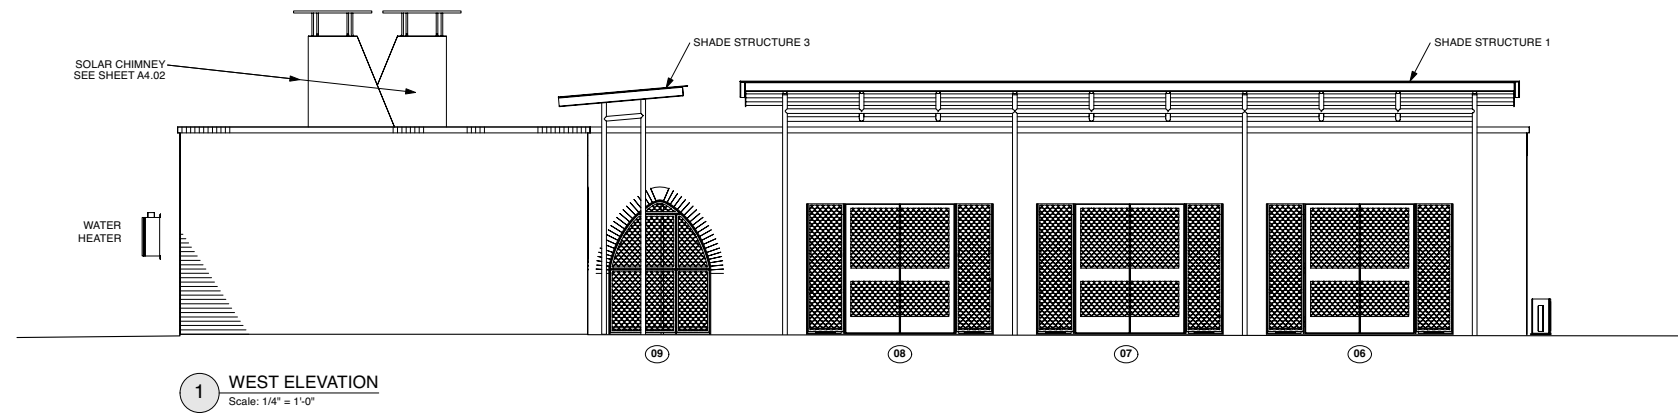 SHADE STRUCTURE 3
SHADE STRUCTURE 1
SOLAR CHIMNEY
SEE SHEET A4.02
WATER
HEATER
09
08
07
06
1
WEST ELEVATION
Scale: 1/4" = 1'-0"